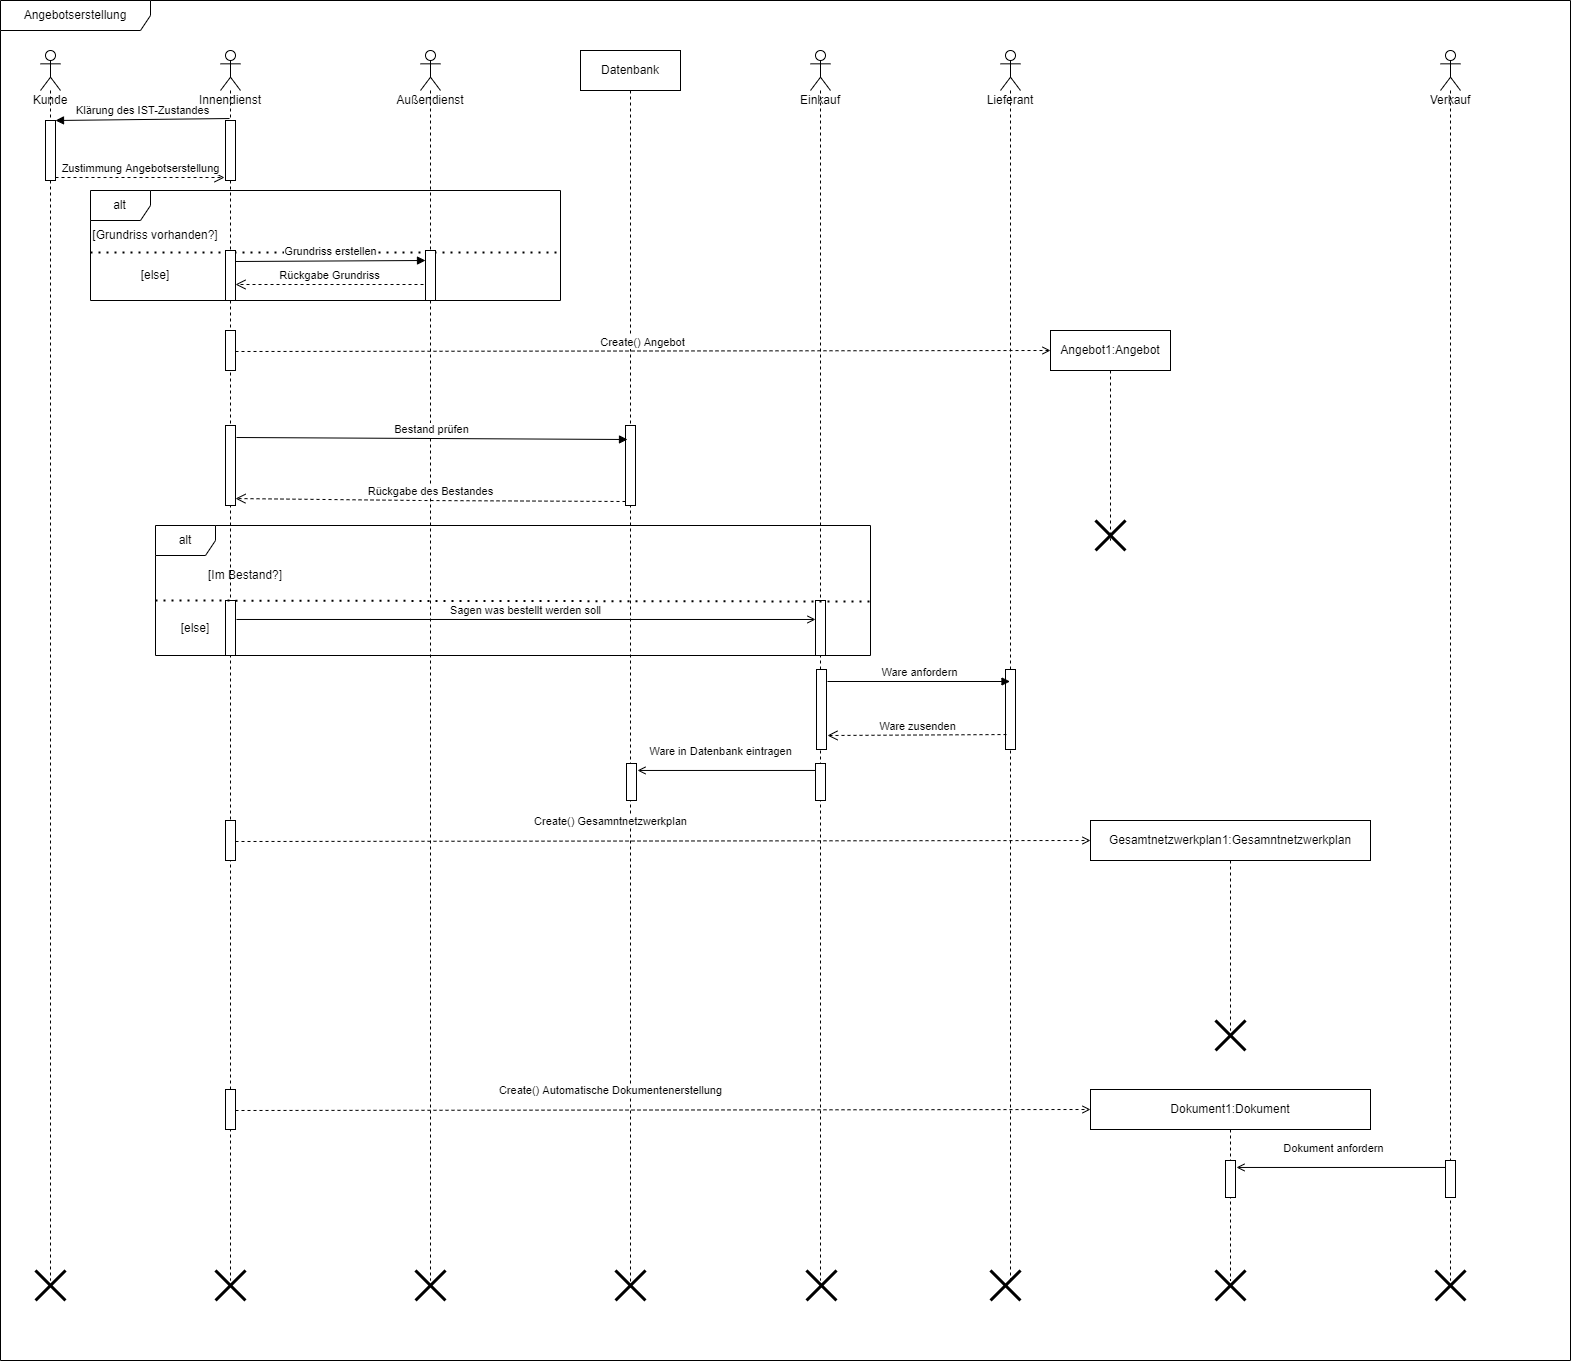 Angebotserstellung
Kunde
Innendienst
Außendienst
Datenbank
Einkauf
Lieferant
Verkauf
Klärung des IST-Zustandes
Zustimmung Angebotserstellung
alt
[Grundriss vorhanden?]
Grundriss erstellen
[else]
Rückgabe Grundriss
Create() Angebot
Angebot1:Angebot
Bestand prüfen
Rückgabe des Bestandes
alt
[Im Bestand?]
Sagen was bestellt werden soll
[else]
Ware anfordern
Ware zusenden
Ware in Datenbank eintragen
Create() Gesamntnetzwerkplan
Gesamtnetzwerkplan1:Gesamntnetzwerkplan
Create() Automatische Dokumentenerstellung
Dokument1:Dokument
Dokument anfordern